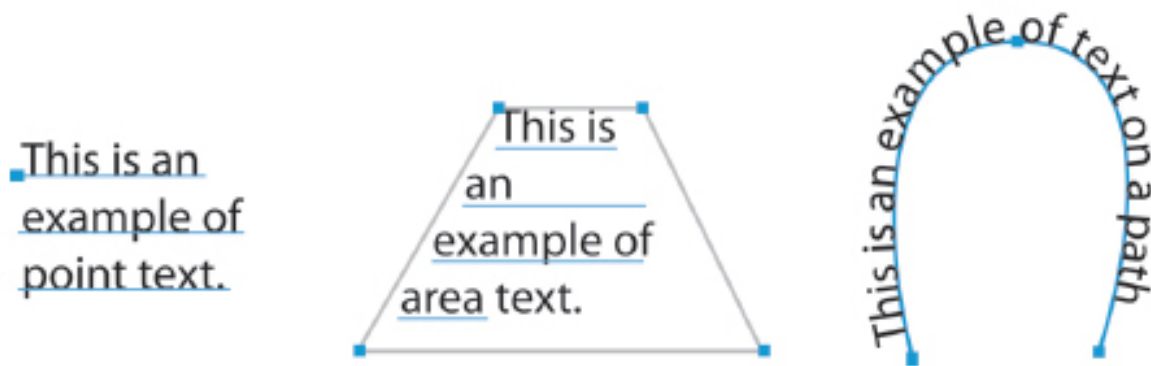 This is an
example of
point text.
This is
an
example of
area text.
This is an example of text on a path